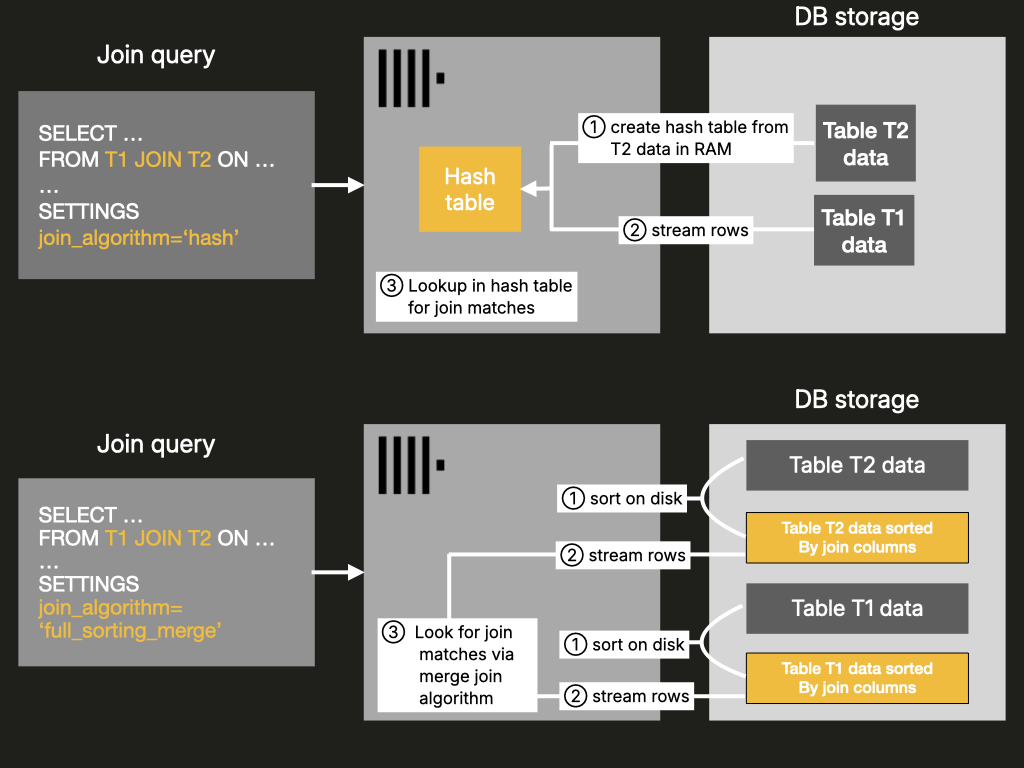 DB storage
Join query
SELECT …
FROM T1 JOIN T2 ON …
…
SETTINGS
join_algorithm=‘hash’
Hash
table
① create hash table from
T2 data in RAM
Table T2
data
② stream rows
Table T1
data
③ Lookup in hash table
for join matches
DB storage
Join query
SELECT …
FROM T1 JOIN T2 ON …
…
SETTINGS
join_algorithm=
‘full_sorting_merge’
Table T2 data
① sort on disk
Table T2 data sorted
By join columns
② stream rows
Table T1 data
① sort on disk
Table T1 data sorted
By join columns
② stream rows
③ Look for join
matches via
merge join
algorithm